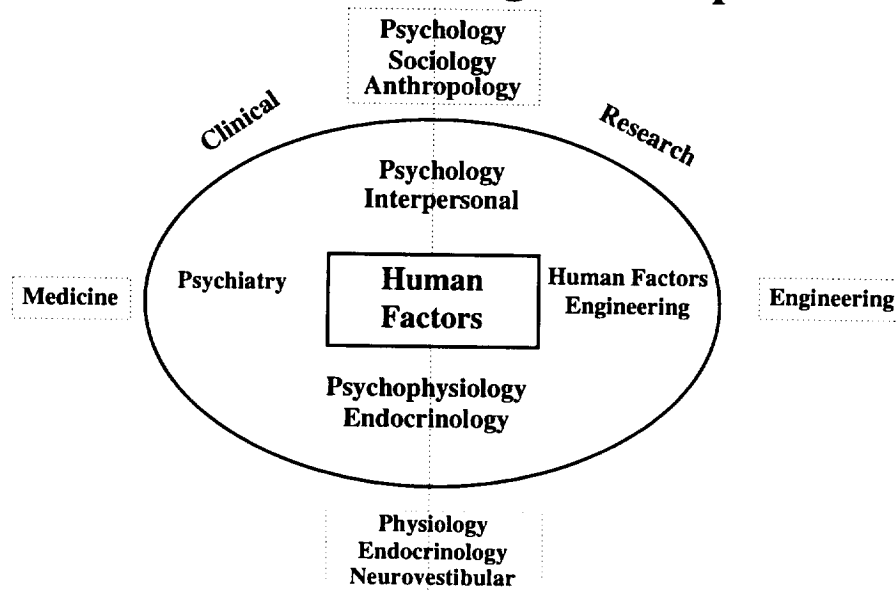 Psychology
Sociology
Anthropology
Clinical
Research
Psychology
Interpersonal
Medicine
Psychiatry
Human
Factors
Human Factors
Engineering
Engineering
Psychophysiology
Endocrinology
Physiology
Endocrinology
Neurovestibular